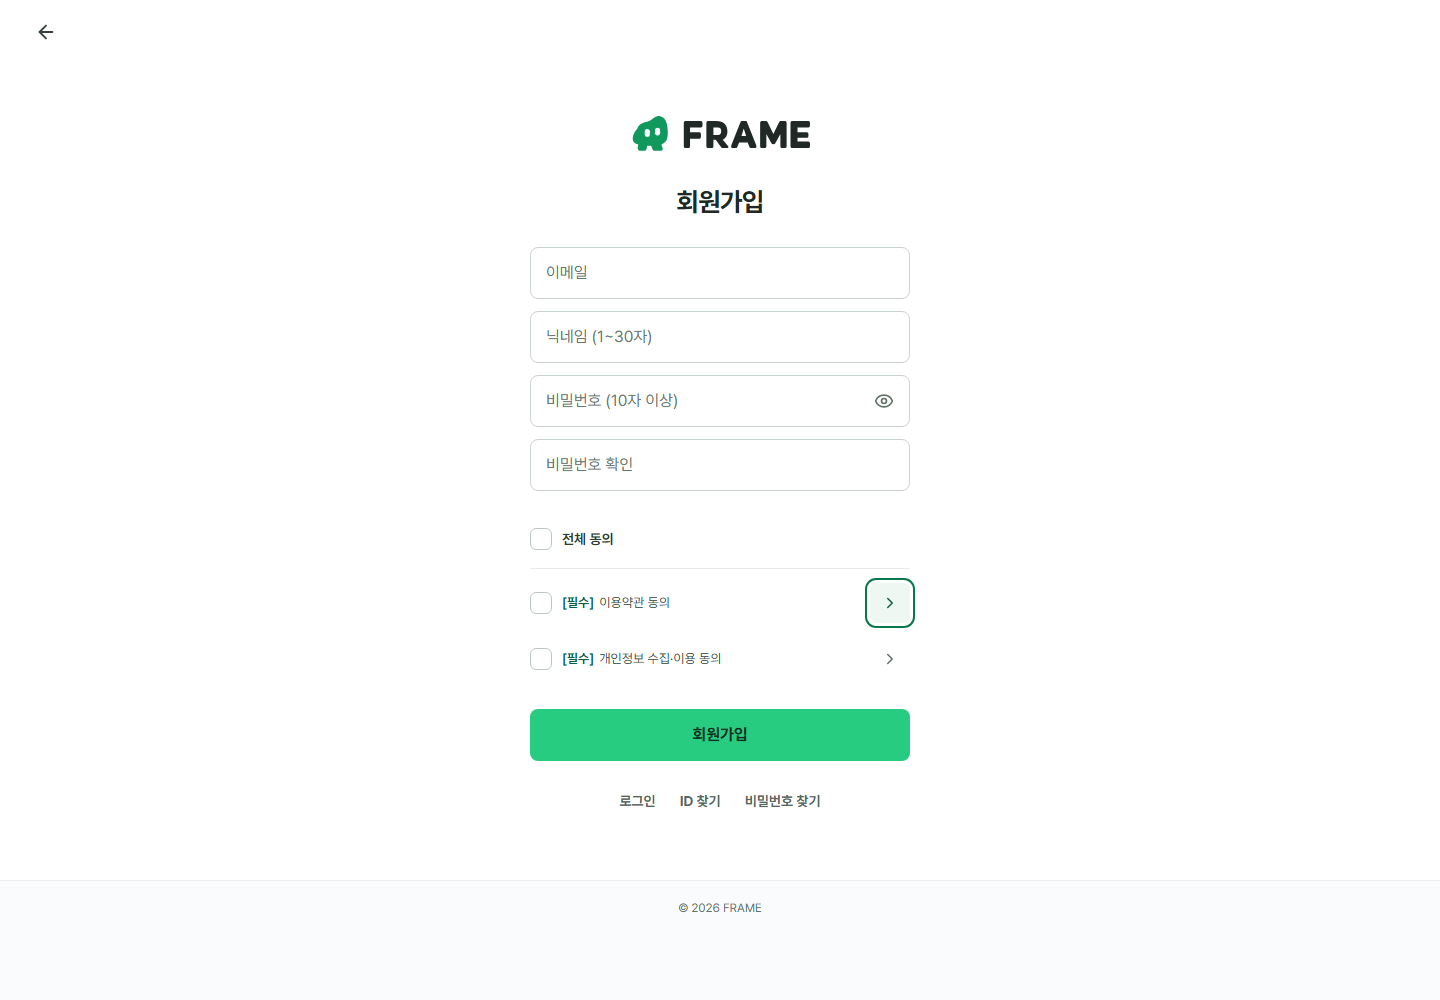 FRAME
회원가입
이메일
닉네임 (1~30자)
비밀번호 (10자 이상)
비밀번호 확인
전체 동의
[필수] 이용약관 동의
[필수] 개인정보 수집·이용 동의
회원가입
로그인 ID 찾기 비밀번호 찾기
© 2026 FRAME